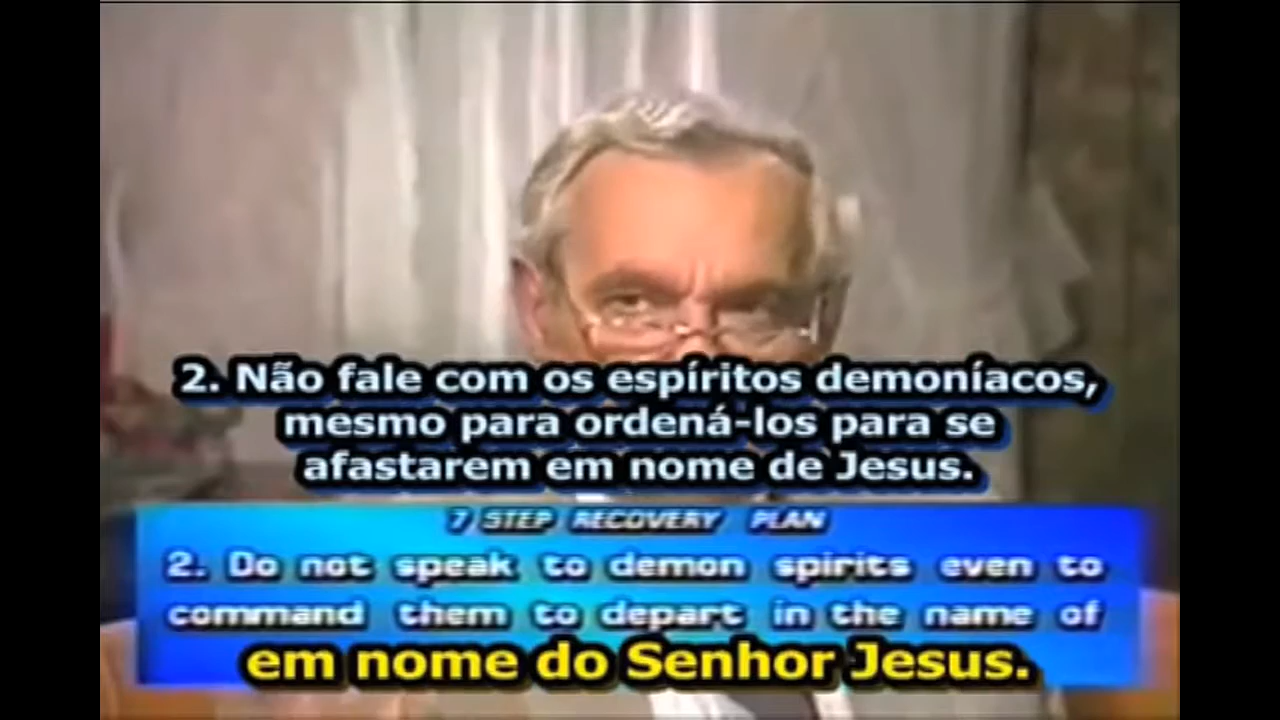 2. Não fale com os espíritos demoníacos,
mesmo para ordená-los para se
afastarem em nome de Jesus.
7 STEP RECOVERY PLAN
2. Do not speak to demon spirits even to
command them to depart in the name of
em nome do Senhor Jesus.